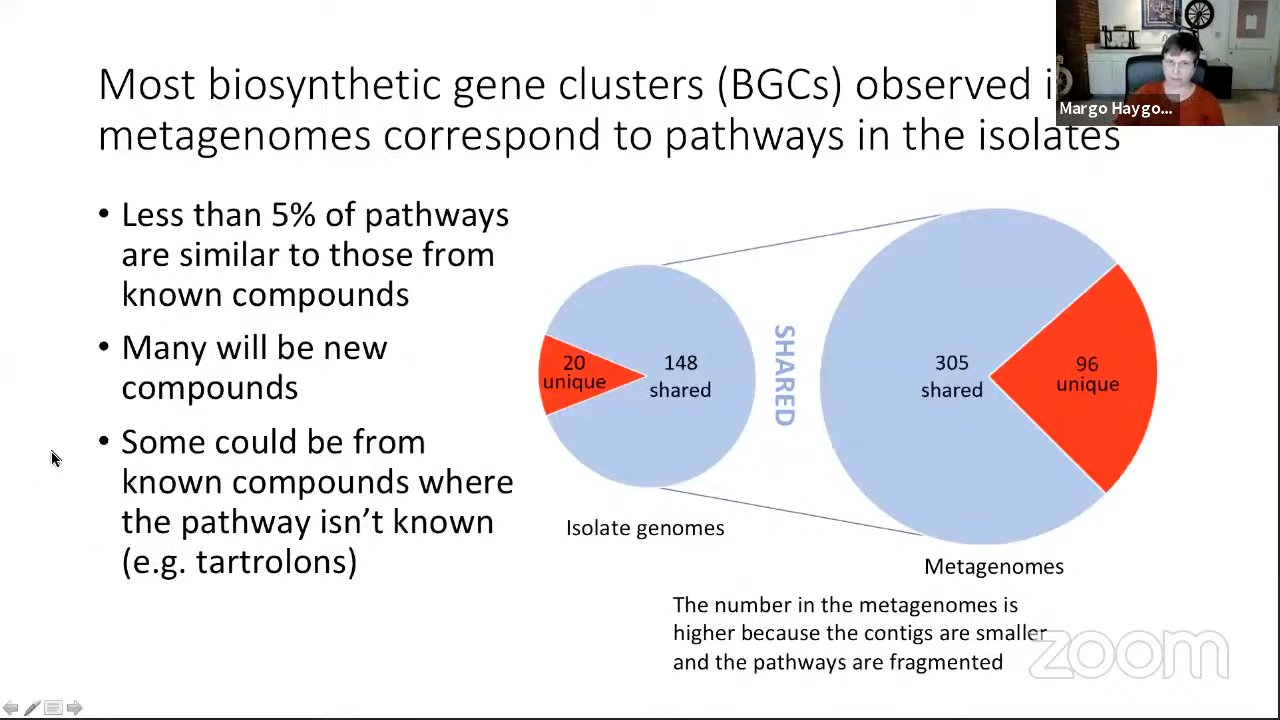 Most biosynthetic gene clusters (BGCs) observed i
metagenomes correspond to pathways in the isolates
Margo Haygo...
• Less than 5% of pathways
are similar to those from
known compounds
• Many will be new
compounds
• Some could be from
known compounds where
the pathway isn’t known
(e.g. tartrolons)
20
unique
148
shared
SHARED
305
shared
96
unique
Isolate genomes
Metagenomes
The number in the metagenomes is
higher because the contigs are smaller
and the pathways are fragmented
zoom